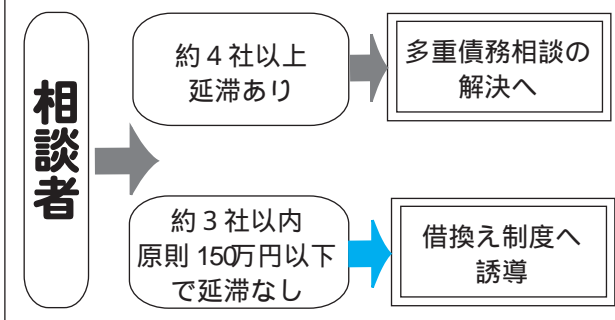 相談者
約4社以上
延滞あり
多重債務相談の
解決へ
約3社以内
原則150万円以下
で延滞なし
借換え制度へ
誘導